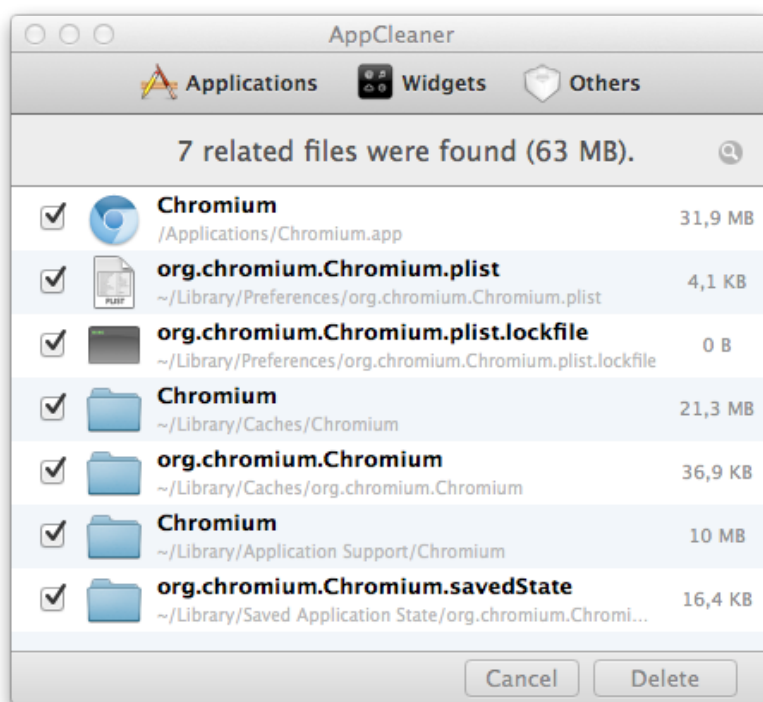 AppCleaner
Applications Widgets Others
7 related files were found (63 MB).
Chromium
/Applications/Chromium.app
31,9 MB
org.chromium.Chromium.plist
~/Library/Preferences/org.chromium.Chromium.plist
4,1 KB
PLIST
org.chromium.Chromium.plist.lockfile
~/Library/Preferences/org.chromium.Chromium.plist.lockfile
0 B
Chromium
~/Library/Caches/Chromium
21,3 MB
org.chromium.Chromium
~/Library/Caches/org.chromium.Chromium
36,9 KB
Chromium
~/Library/Application Support/Chromium
10 MB
org.chromium.Chromium.savedState
~/Library/Saved Application State/org.chromium.Chromi...
16,4 KB
Cancel Delete